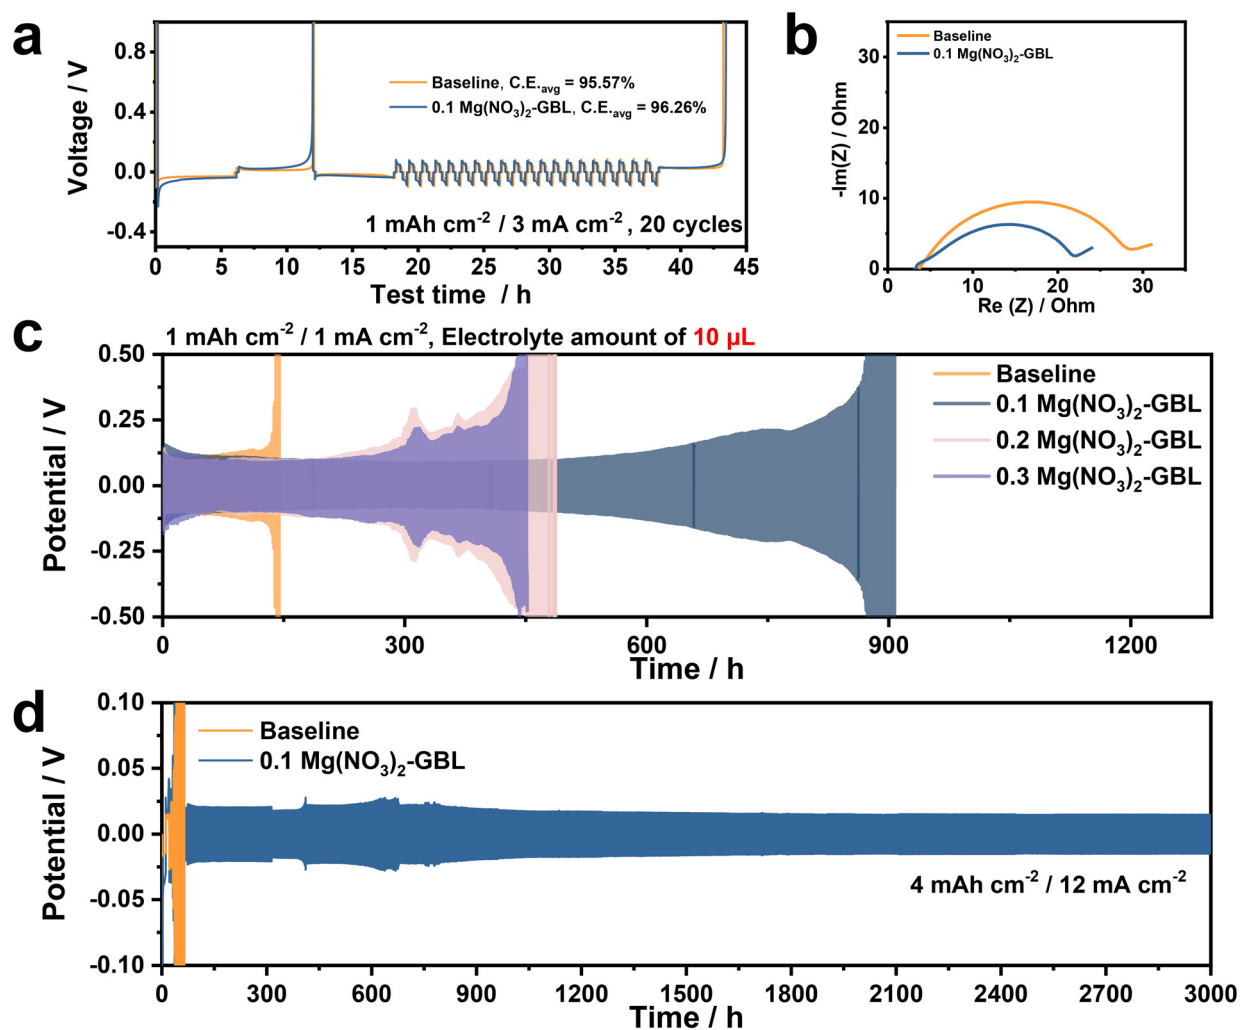 a
Voltage / V
0.8
0.4
0.0
-0.4
Baseline, C.E.avg = 95.57%
0.1 Mg(NO3)2-GBL, C.E.avg = 96.26%
1 mAh cm-2 / 3 mA cm-2, 20 cycles
0 5 10 15 20 25 30 35 40 45
Test time / h
b
-Im(Z) / Ohm
30
20
10
0
Baseline
0.1 Mg(NO3)2-GBL
0 10 20 30
Re (Z) / Ohm
c
1 mAh cm-2 / 1 mA cm-2, Electrolyte amount of 10 µL
Potential / V
0.50
0.25
0.00
-0.25
-0.50
Baseline
0.1 Mg(NO3)2-GBL
0.2 Mg(NO3)2-GBL
0.3 Mg(NO3)2-GBL
0 300 600 900 1200
Time / h
d
Potential / V
0.10
0.05
0.00
-0.05
-0.10
Baseline
0.1 Mg(NO3)2-GBL
4 mAh cm-2 / 12 mA cm-2
0 300 600 900 1200 1500 1800 2100 2400 2700 3000
Time / h